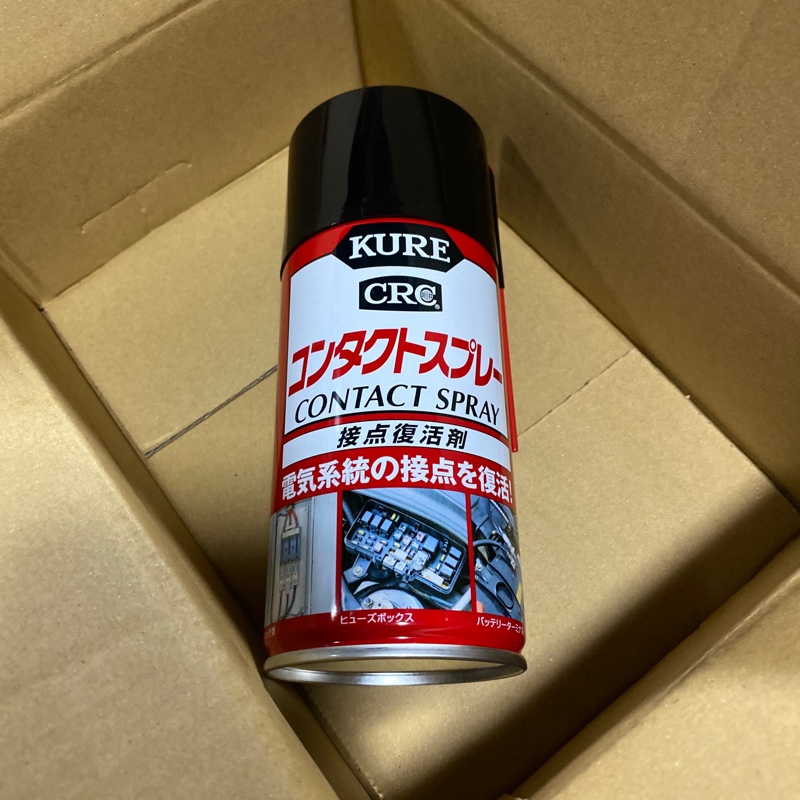 KURE
CRC
コンタクトスプレー
CONTACT SPRAY
接点復活剤
電気系統の接点を復活!
ヒューズボックス
バッテリーターミナ